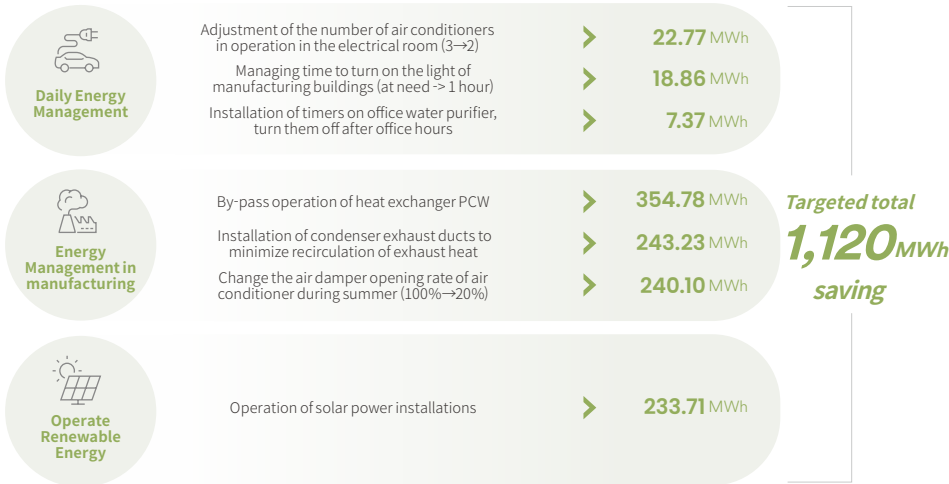 Daily Energy
Management
Adjustment of the number of air conditioners
in operation in the electrical room (3→2)
22.77 MWh
Managing time to turn on the light of
manufacturing buildings (at need -> 1 hour)
18.86 MWh
Installation of timers on office water purifier,
turn them off after office hours
7.37 MWh
Energy
Management in
manufacturing
By-pass operation of heat exchanger PCW
354.78 MWh
Installation of condenser exhaust ducts to
minimize recirculation of exhaust heat
243.23 MWh
Change the air damper opening rate of air
conditioner during summer (100%→20%)
240.10 MWh
Operate
Renewable
Energy
Operation of solar power installations
233.71 MWh
Targeted total
1,120 MWh
saving